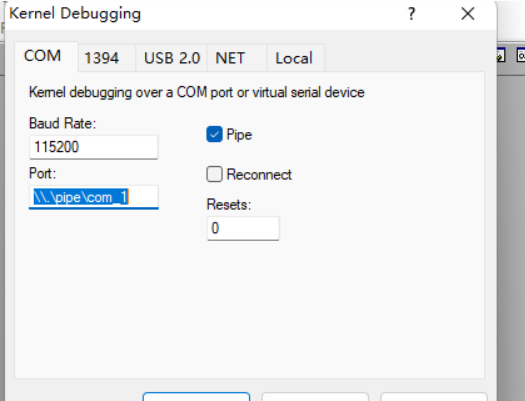 Kernel Debugging ?
COM 1394 USB 2.0 NET Local
Kernel debugging over a COM port or virtual serial device
Baud Rate:
115200
Pipe
Port:
\\.\pipe\com_1
Reconnect
Resets:
0